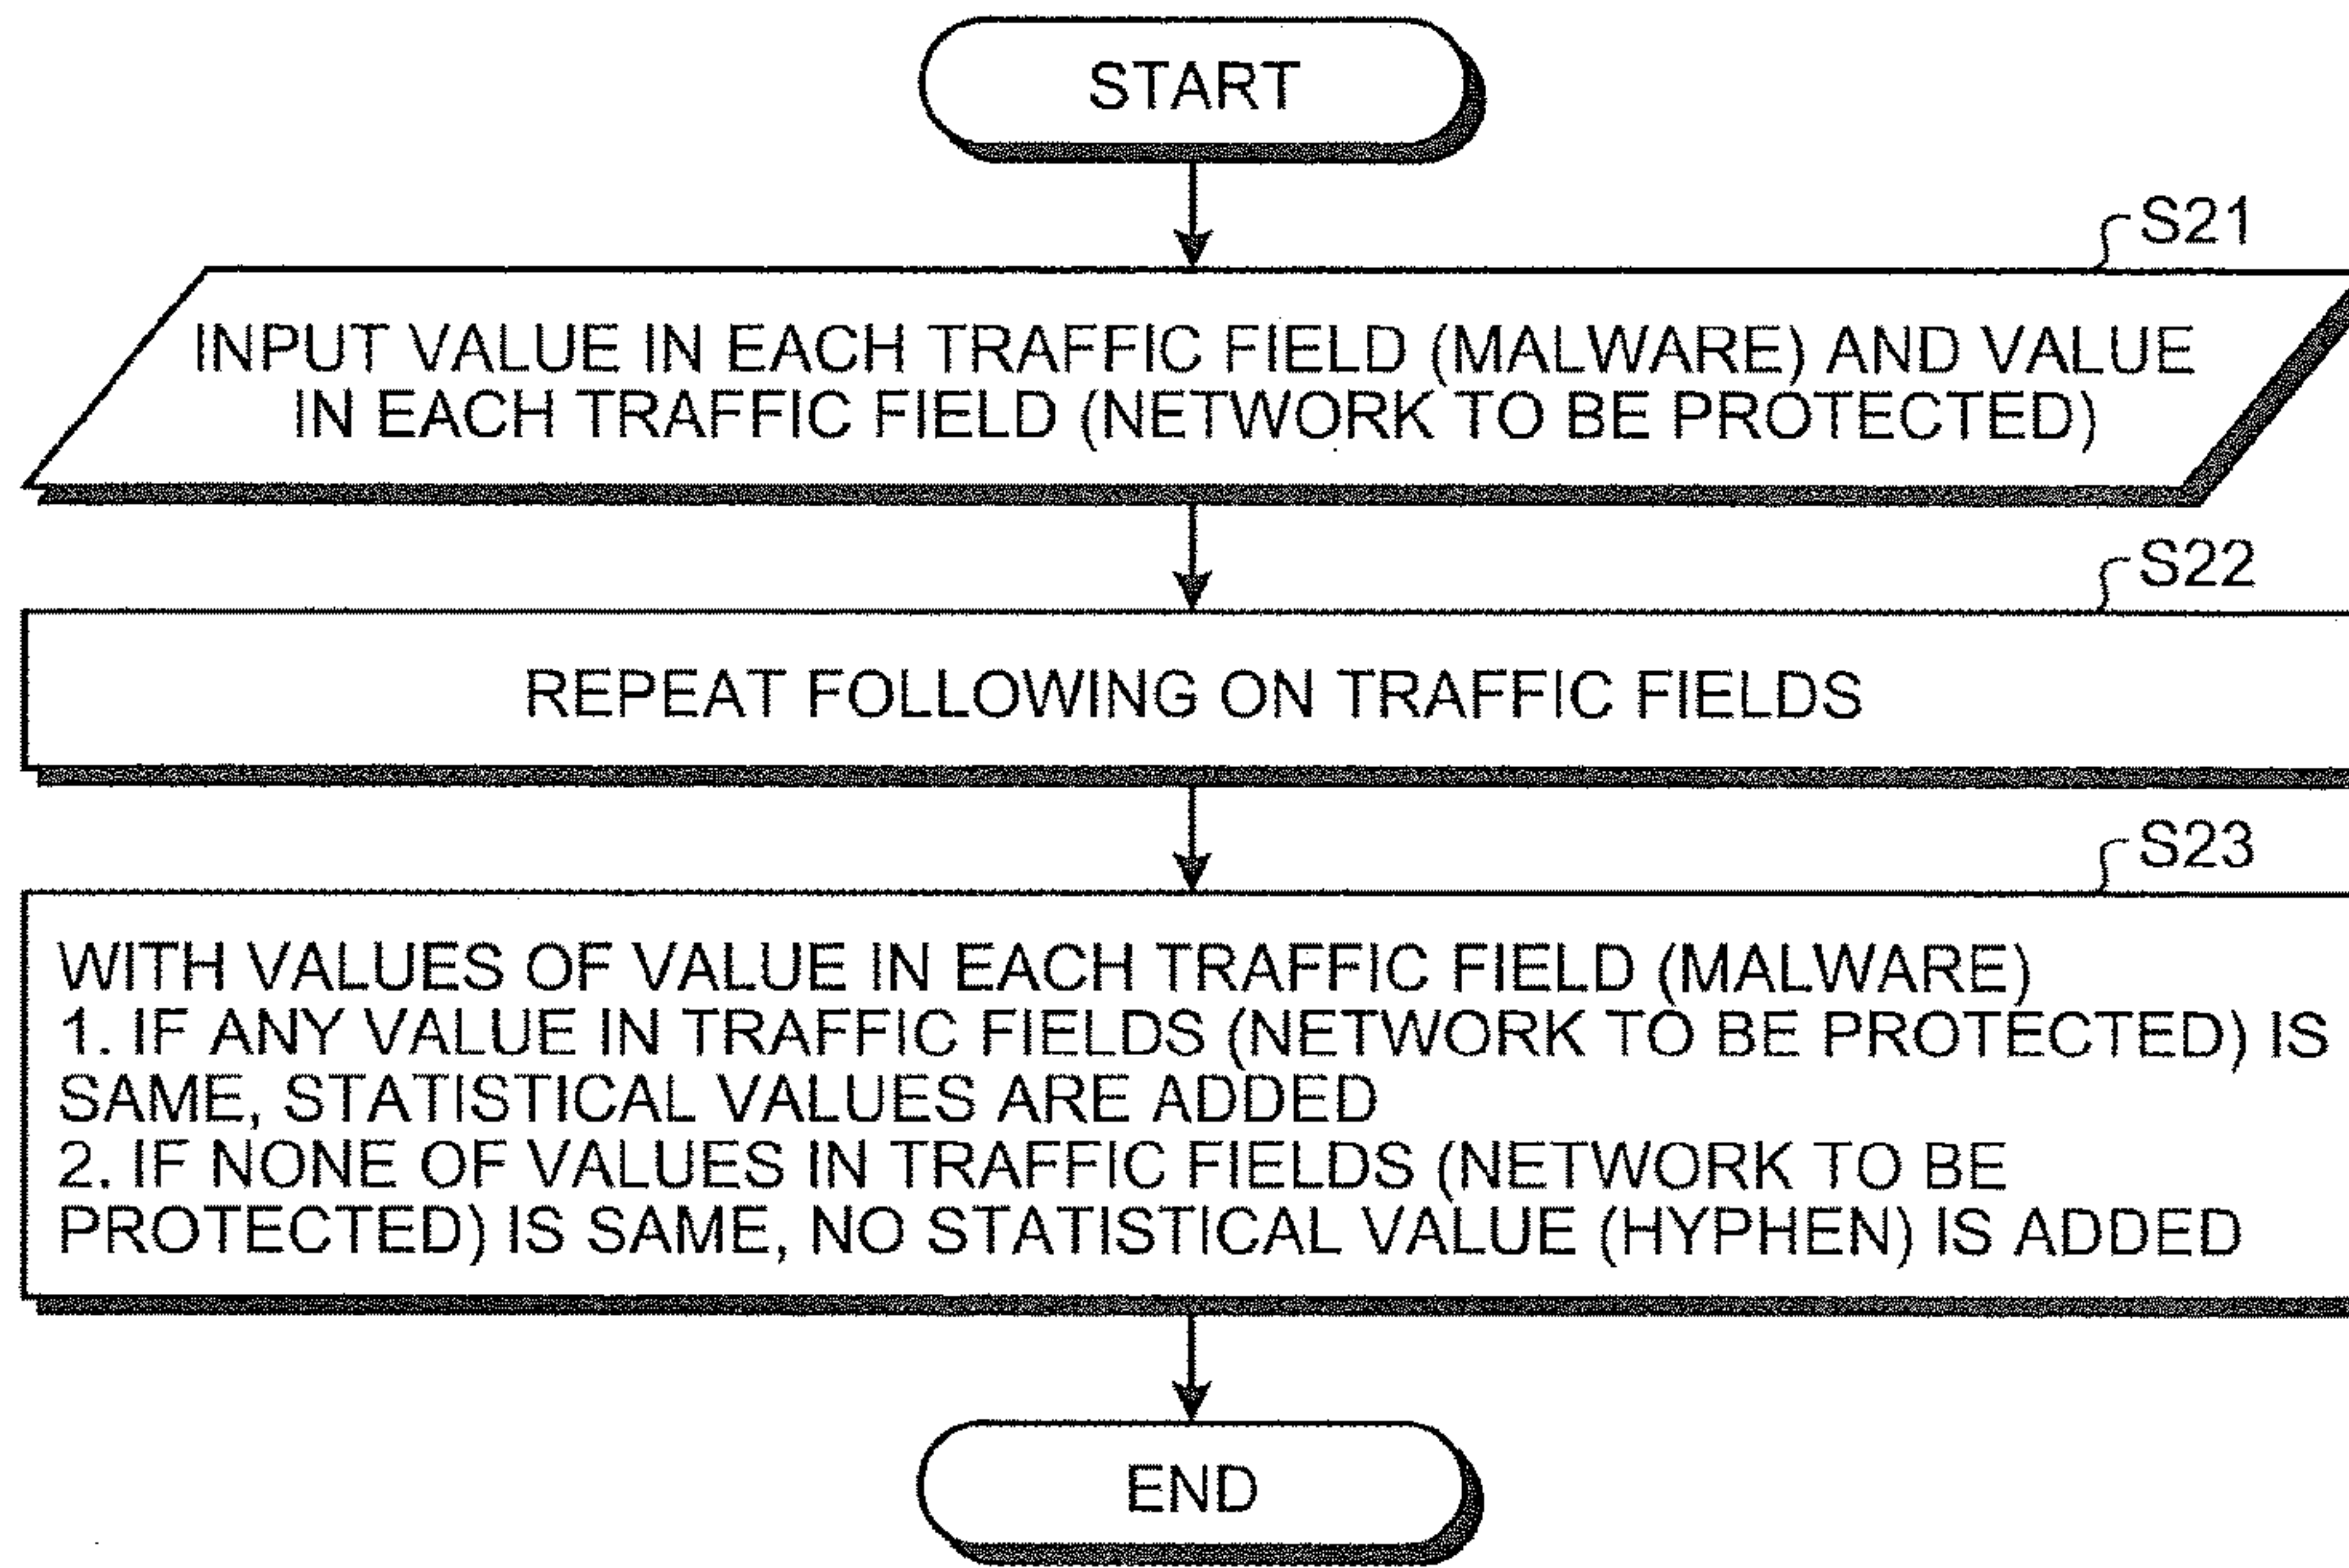 START
S21
INPUT VALUE IN EACH TRAFFIC FIELD (MALWARE) AND VALUE
IN EACH TRAFFIC FIELD (NETWORK TO BE PROTECTED)
S22
REPEAT FOLLOWING ON TRAFFIC FIELDS
S23
WITH VALUES OF VALUE IN EACH TRAFFIC FIELD (MALWARE)
1. IF ANY VALUE IN TRAFFIC FIELDS (NETWORK TO BE PROTECTED) IS
SAME, STATISTICAL VALUES ARE ADDED
2. IF NONE OF VALUES IN TRAFFIC FIELDS (NETWORK TO BE
PROTECTED) IS SAME, NO STATISTICAL VALUE (HYPHEN) IS ADDED
END